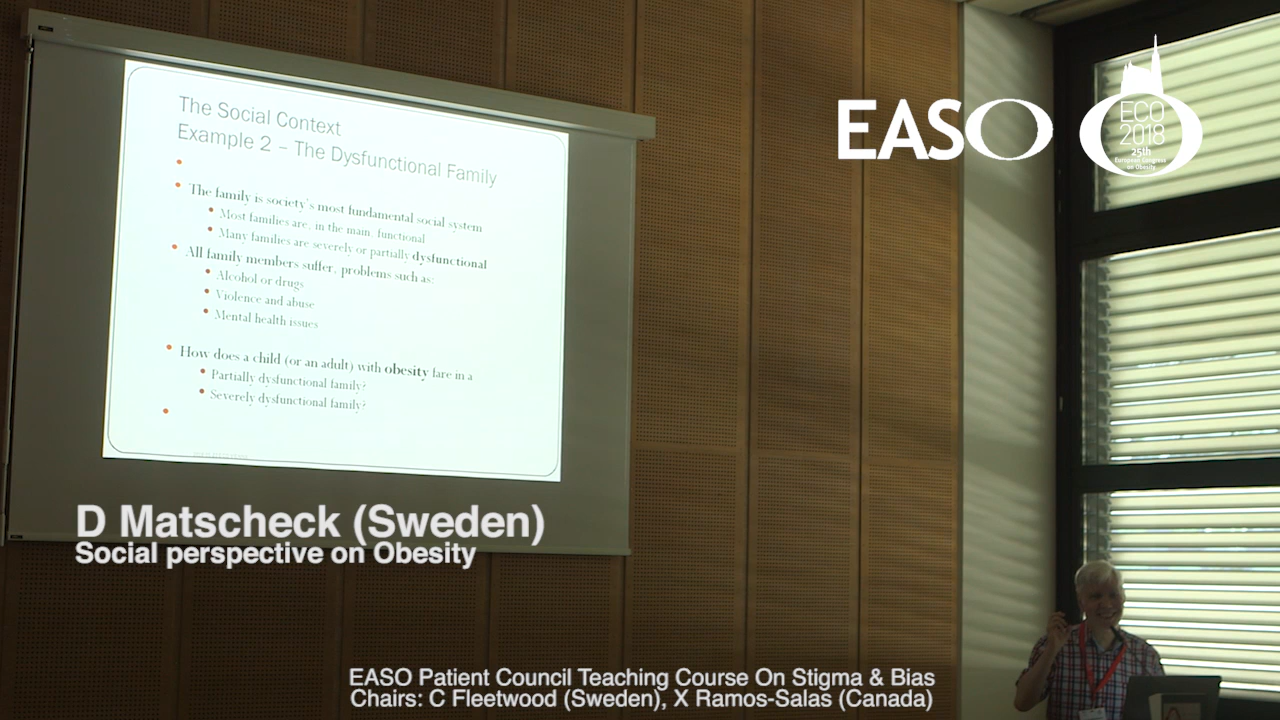 The Social Context
Example 2 – The Dysfunctional Family
The family is society's most fundamental social system
Most families are, in the main, functional
Many families are severely or partially dysfunctional
All family members suffer, problems such as:
Alcohol or drugs
Violence and abuse
Mental health issues
How does a child (or an adult) with obesity fare in a
Partially dysfunctional family?
Severely dysfunctional family?
EASO
ECO
2018
25th
European Congress
on Obesity
D Matscheck (Sweden)
Social perspective on Obesity
EASO Patient Council Teaching Course On Stigma & Bias
Chairs: C Fleetwood (Sweden), X Ramos-Salas (Canada)